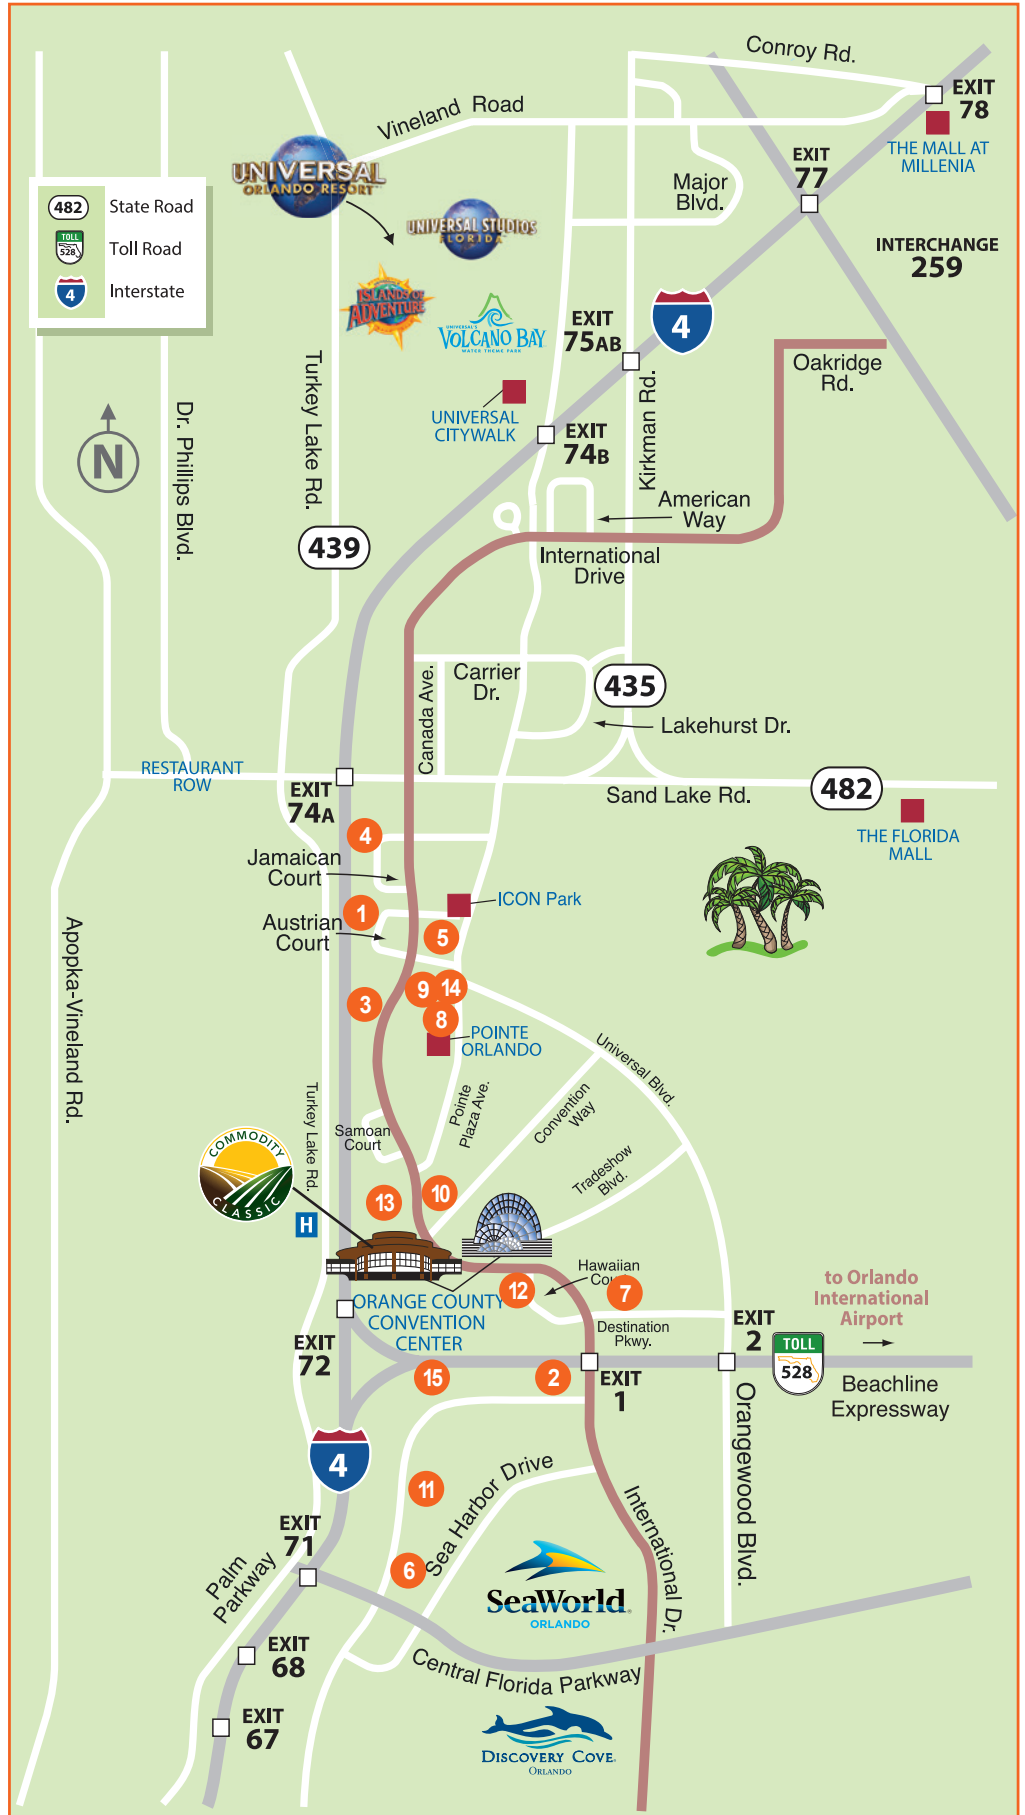 Conroy Rd.
EXIT
78
Vineland Road
THE MALL AT
MILLENIA
EXIT
77
UNIVERSAL
ORLANDO RESORT™
Major
Blvd.
482
State Road
TOLL
528
Toll Road
4
Interstate
UNIVERSAL STUDIOS
FLORIDA
INTERCHANGE
259
ISLANDS OF
ADVENTURE
UNIVERSAL'S
VOLCANO BAY
WATER THEME PARK
EXIT
75AB
4
Oakridge
Rd.
Turkey Lake Rd.
Dr. Phillips Blvd.
Kirkman Rd.
UNIVERSAL
CITYWALK
EXIT
74B
N
American
Way
439
International
Drive
Carrier
Dr.
Canada Ave.
435
Lakehurst Dr.
RESTAURANT
ROW
EXIT
74A
Sand Lake Rd.
482
THE FLORIDA
MALL
4
Jamaican
Court
ICON Park
1
Austrian
Court
5
Apopka-Vineland Rd.
9
14
3
8
POINTE
ORLANDO
Universal Blvd.
Turkey Lake Rd.
Pointe
Plaza Ave.
Convention
Way
Samoan
Court
Tradeshow
Blvd.
COMMODITY
CLASSIC
13
10
H
Hawaiian
Court
12
7
to Orlando
International
Airport
ORANGE COUNTY
CONVENTION
CENTER
Destination
Pkwy.
EXIT
2
TOLL
528
EXIT
72
15
2
EXIT
1
Beachline
Expressway
Orangewood Blvd.
4
Sea Harbor Drive
11
International Dr.
EXIT
71
Palm
Parkway
6
SeaWorld®
ORLANDO
EXIT
68
Central Florida Parkway
EXIT
67
DISCOVERY COVE®
ORLANDO